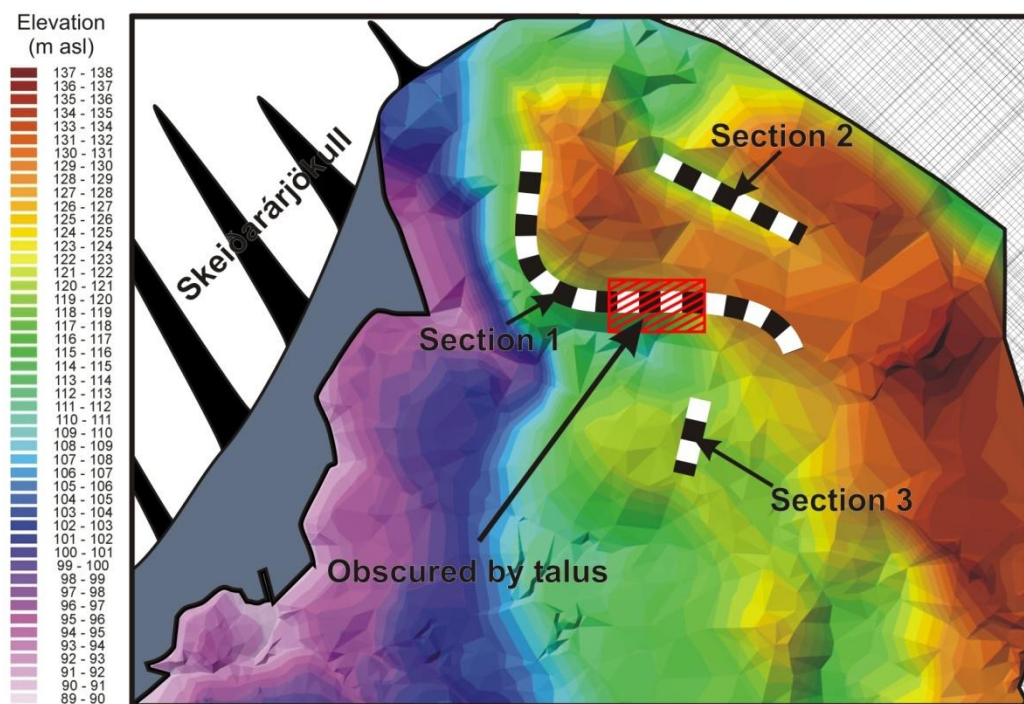 Elevation
(m asl)
137 - 138
136 - 137
135 - 136
134 - 135
133 - 134
131 - 132
130 - 131
129 - 130
128 - 129
127 - 128
126 - 127
125 - 126
124 - 125
123 - 124
122 - 123
121 - 122
120 - 121
119 - 120
118 - 119
117 - 118
116 - 117
115 - 116
114 - 115
113 - 114
112 - 113
111 - 112
110 - 111
109 - 110
108 - 109
107 - 108
106 - 107
105 - 106
104 - 105
103 - 104
102 - 103
101 - 102
100 - 101
99 - 100
98 - 99
97 - 98
96 - 97
95 - 96
94 - 95
93 - 94
92 - 93
91 - 92
90 - 91
89 - 90
Skeiðarárjökull
Section 2
Section 1
Section 3
Obscured by talus